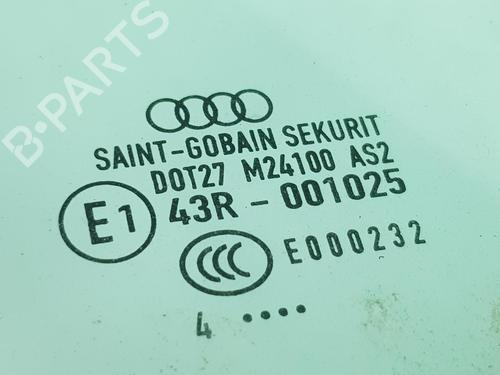 B-PARTS
SAINT-GOBAIN SEKURIT
DOT27 M24100 AS2
E1 43R - 001025
CCC E000232
4 ••••